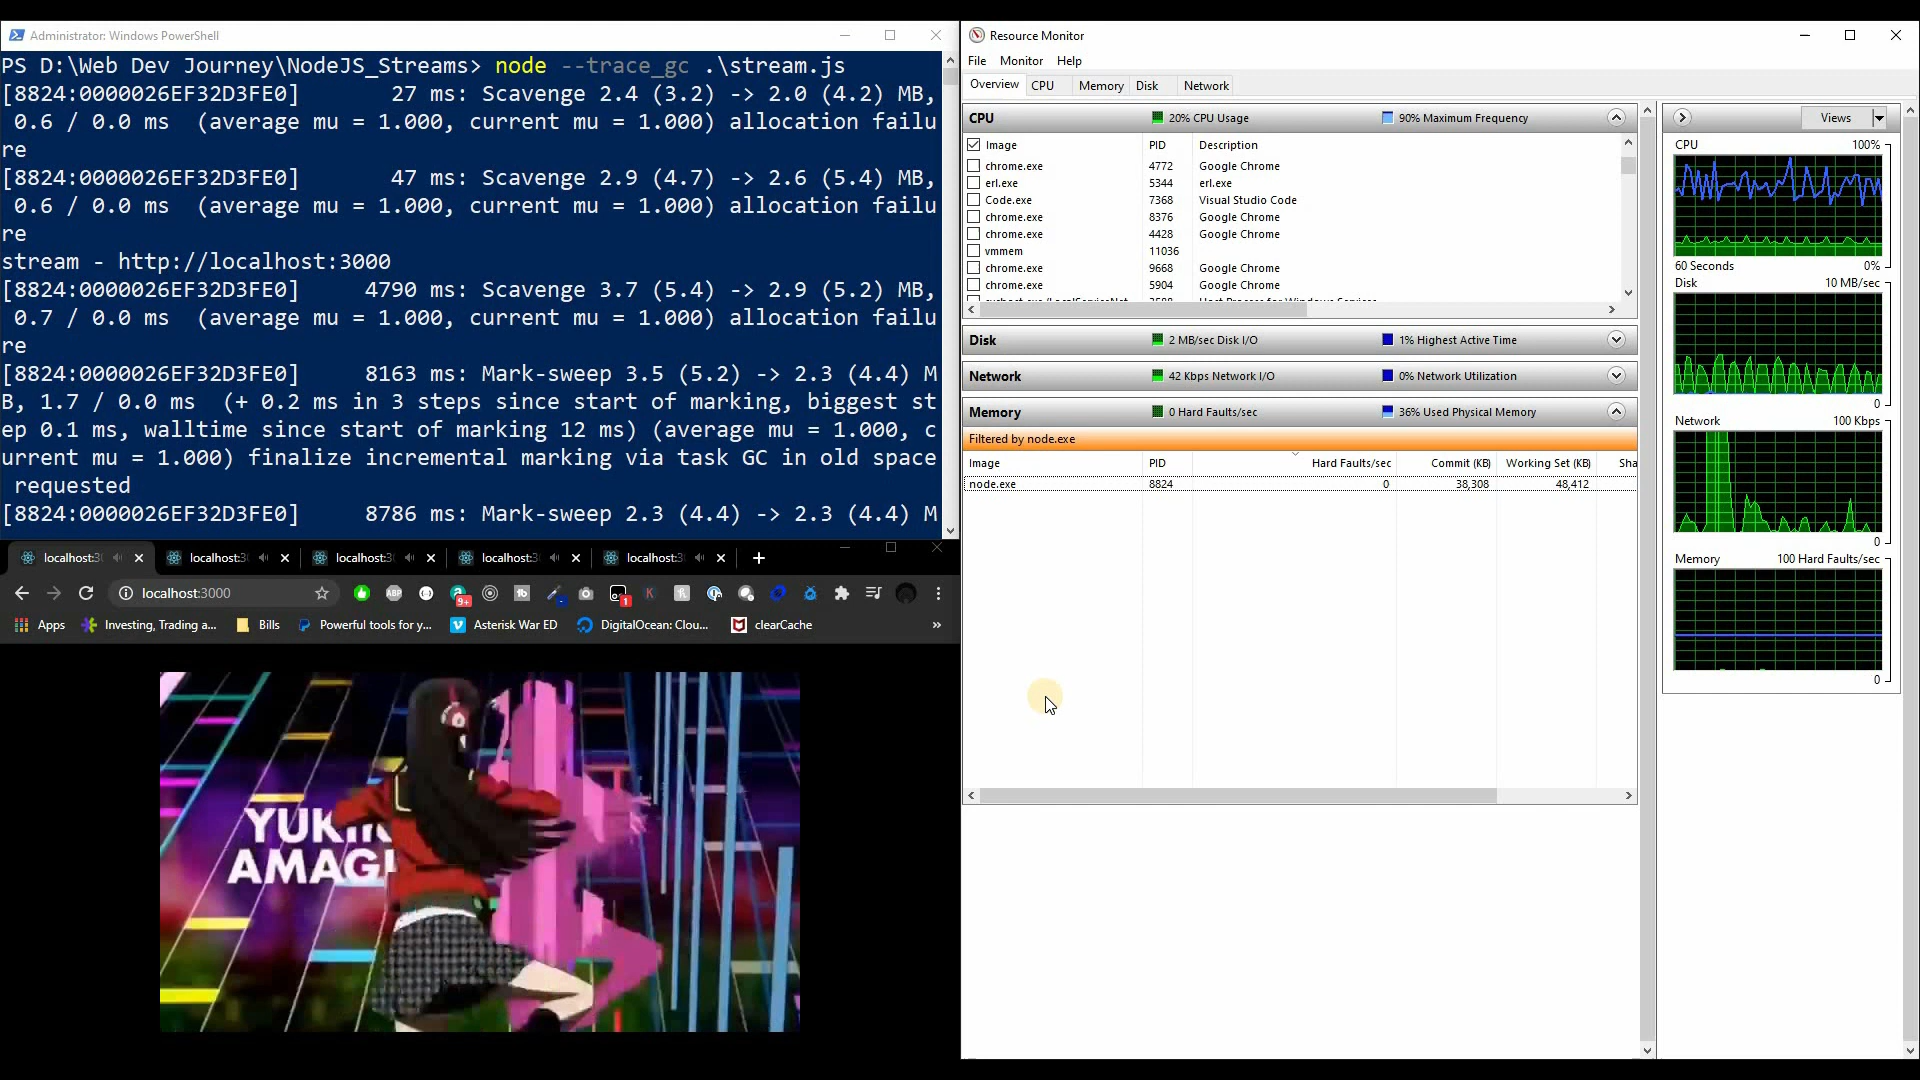 Administrator: Windows PowerShell
PS D:\Web Dev Journey\NodeJS_Streams> node --trace_gc .\stream.js
[8824:0000026EF32D3FE0]       27 ms: Scavenge 2.4 (3.2) -> 2.0 (4.2) MB,
 0.6 / 0.0 ms  (average mu = 1.000, current mu = 1.000) allocation failu
re
[8824:0000026EF32D3FE0]       47 ms: Scavenge 2.9 (4.7) -> 2.6 (5.4) MB,
 0.6 / 0.0 ms  (average mu = 1.000, current mu = 1.000) allocation failu
re
stream - http://localhost:3000
[8824:0000026EF32D3FE0]     4790 ms: Scavenge 3.7 (5.4) -> 2.9 (5.2) MB,
 0.7 / 0.0 ms  (average mu = 1.000, current mu = 1.000) allocation failu
re
[8824:0000026EF32D3FE0]     8163 ms: Mark-sweep 3.5 (5.2) -> 2.3 (4.4) M
B, 1.7 / 0.0 ms  (+ 0.2 ms in 3 steps since start of marking, biggest st
ep 0.1 ms, walltime since start of marking 12 ms) (average mu = 1.000, c
urrent mu = 1.000) finalize incremental marking via task GC in old space
 requested
[8824:0000026EF32D3FE0]     8786 ms: Mark-sweep 2.3 (4.4) -> 2.3 (4.4) M
localhost:30 localhost:3 localhost:3 localhost:3 localhost:3
localhost:3000
ABP 9+ tb 1 K
Apps Investing, Trading a... Bills Powerful tools for y... Asterisk War ED DigitalOcean: Clou... clearCache »
AMAGI
Resource Monitor
File Monitor Help
Overview CPU Memory Disk Network
CPU 20% CPU Usage 90% Maximum Frequency
Image PID Description
chrome.exe 4772 Google Chrome
erl.exe 5344 erl.exe
Code.exe 7368 Visual Studio Code
chrome.exe 8376 Google Chrome
chrome.exe 4428 Google Chrome
vmmem 11036
chrome.exe 9668 Google Chrome
chrome.exe 5904 Google Chrome
Disk 2 MB/sec Disk I/O 1% Highest Active Time
Network 42 Kbps Network I/O 0% Network Utilization
Memory 0 Hard Faults/sec 36% Used Physical Memory
Filtered by node.exe
Image PID Hard Faults/sec Commit (KB) Working Set (KB) Sha
node.exe 8824 0 38,308 48,412
Views
CPU 100%
60 Seconds 0%
Disk 10 MB/sec
0
Network 100 Kbps
0
Memory 100 Hard Faults/sec
0